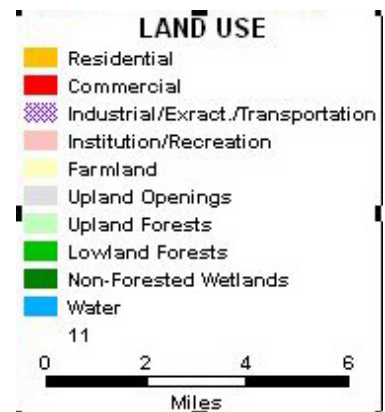 LAND USE
Residential
Commercial
Industrial/Exract./Transportation
Institution/Recreation
Farmland
Upland Openings
Upland Forests
Lowland Forests
Non-Forested Wetlands
Water
11
0 2 4 6
Miles